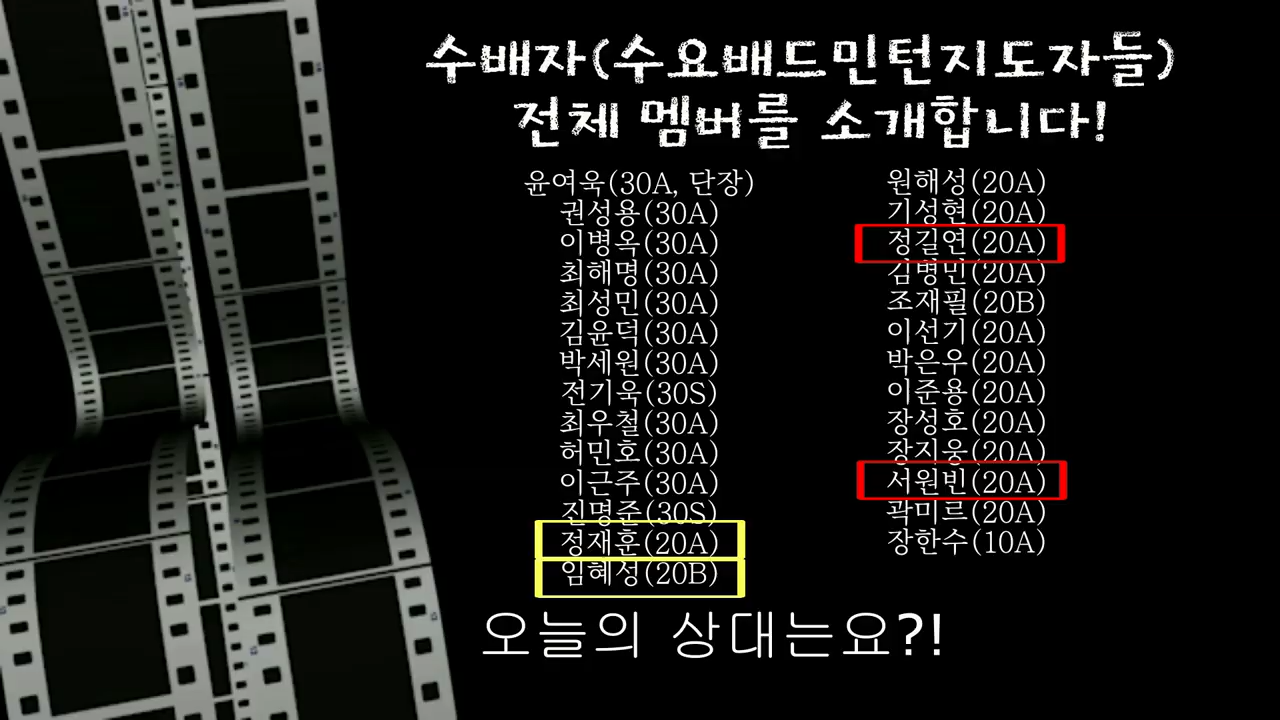 수배자(수요배드민턴지도자들)
전체 멤버를 소개합니다!
윤여욱(30A, 단장)
권성용(30A)
이병옥(30A)
최해명(30A)
최성민(30A)
김윤덕(30A)
박세원(30A)
전기욱(30S)
최우철(30A)
허민호(30A)
이근주(30A)
진명준(30S)
정재훈(20A)
임혜성(20B)
원해성(20A)
기성현(20A)
정길연(20A)
김병민(20A)
조재필(20B)
이선기(20A)
박은우(20A)
이준용(20A)
장성호(20A)
장지웅(20A)
서원빈(20A)
곽미르(20A)
장한수(10A)
오늘의 상대는요?!